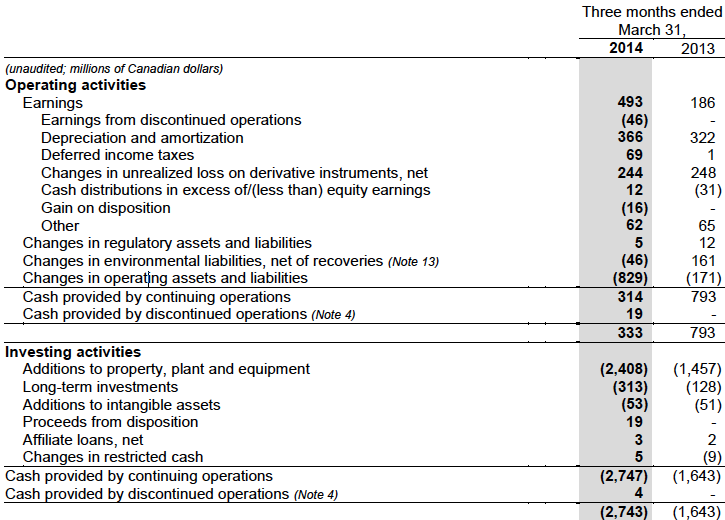 Three months ended
March 31,
2014 2013
(unaudited; millions of Canadian dollars)
Operating activities
Earnings 493 186
Earnings from discontinued operations (46) -
Depreciation and amortization 366 322
Deferred income taxes 69 1
Changes in unrealized loss on derivative instruments, net 244 248
Cash distributions in excess of/(less than) equity earnings 12 (31)
Gain on disposition (16) -
Other 62 65
Changes in regulatory assets and liabilities 5 12
Changes in environmental liabilities, net of recoveries (Note 13) (46) 161
Changes in operating assets and liabilities (829) (171)
Cash provided by continuing operations 314 793
Cash provided by discontinued operations (Note 4) 19 -
333 793
Investing activities
Additions to property, plant and equipment (2,408) (1,457)
Long-term investments (313) (128)
Additions to intangible assets (53) (51)
Proceeds from disposition 19 -
Affiliate loans, net 3 2
Changes in restricted cash 5 (9)
Cash provided by continuing operations (2,747) (1,643)
Cash provided by discontinued operations (Note 4) 4 -
(2,743) (1,643)